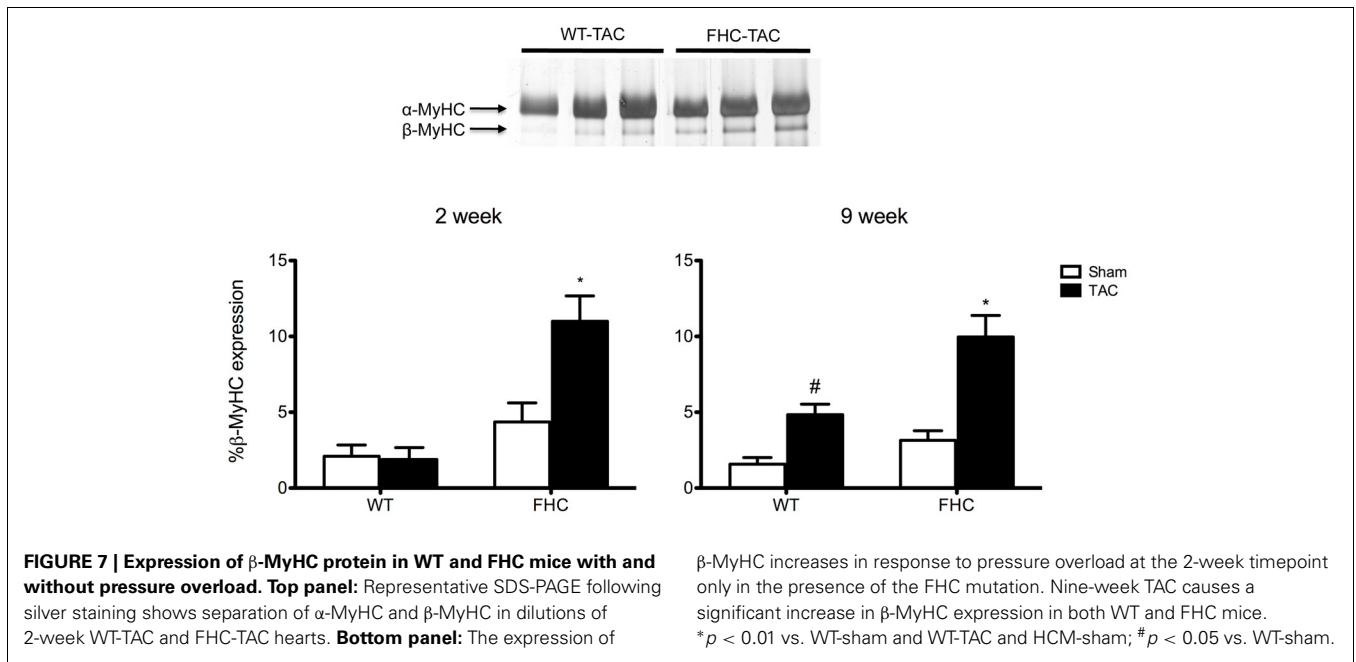 WT-TAC
FHC-TAC
α-MyHC
β-MyHC
2 week
%β-MyHC expression
15
10
5
0
*
WT
FHC
9 week
15
10
5
0
#
*
WT
FHC
Sham
TAC
FIGURE 7 | Expression of β-MyHC protein in WT and FHC mice with and
without pressure overload. Top panel: Representative SDS-PAGE following
silver staining shows separation of α-MyHC and β-MyHC in dilutions of
2-week WT-TAC and FHC-TAC hearts. Bottom panel: The expression of
β-MyHC increases in response to pressure overload at the 2-week timepoint
only in the presence of the FHC mutation. Nine-week TAC causes a
significant increase in β-MyHC expression in both WT and FHC mice.
*p < 0.01 vs. WT-sham and WT-TAC and HCM-sham; #p < 0.05 vs. WT-sham.